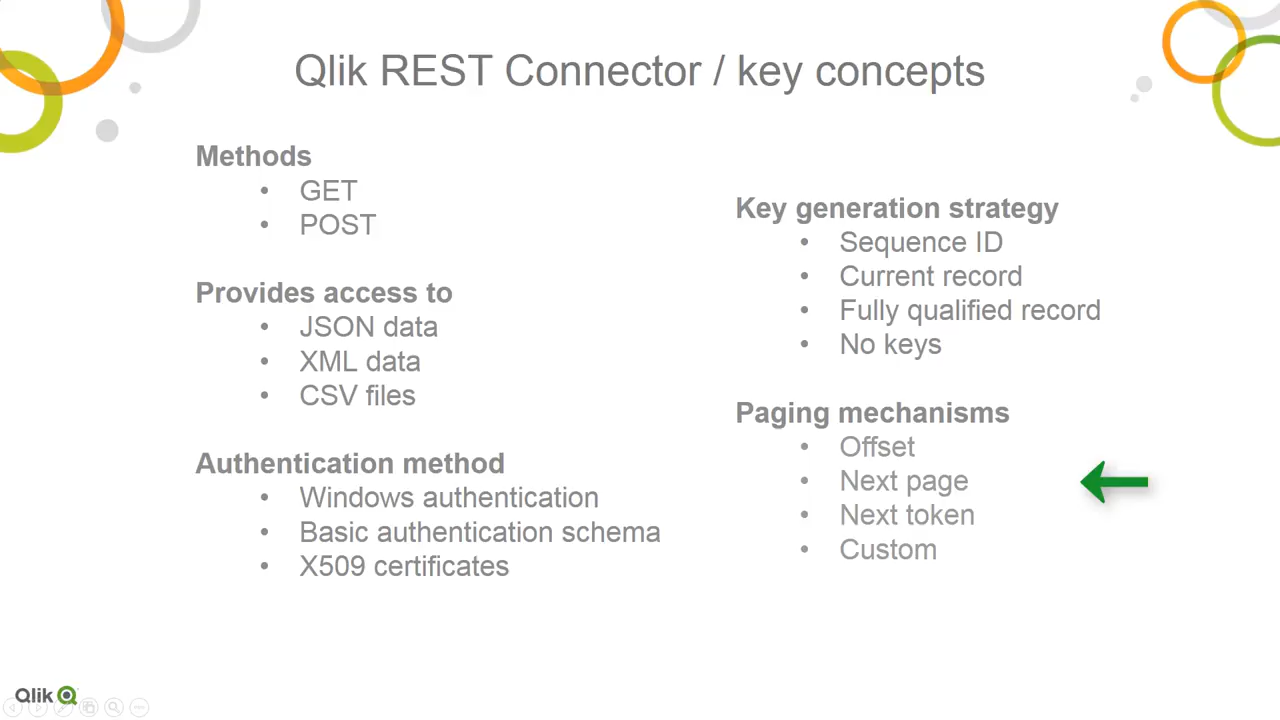 Qlik REST Connector / key concepts
Methods
• GET
• POST
Provides access to
• JSON data
• XML data
• CSV files
Authentication method
• Windows authentication
• Basic authentication schema
• X509 certificates
Key generation strategy
• Sequence ID
• Current record
• Fully qualified record
• No keys
Paging mechanisms
• Offset
• Next page
• Next token
• Custom
Qlik